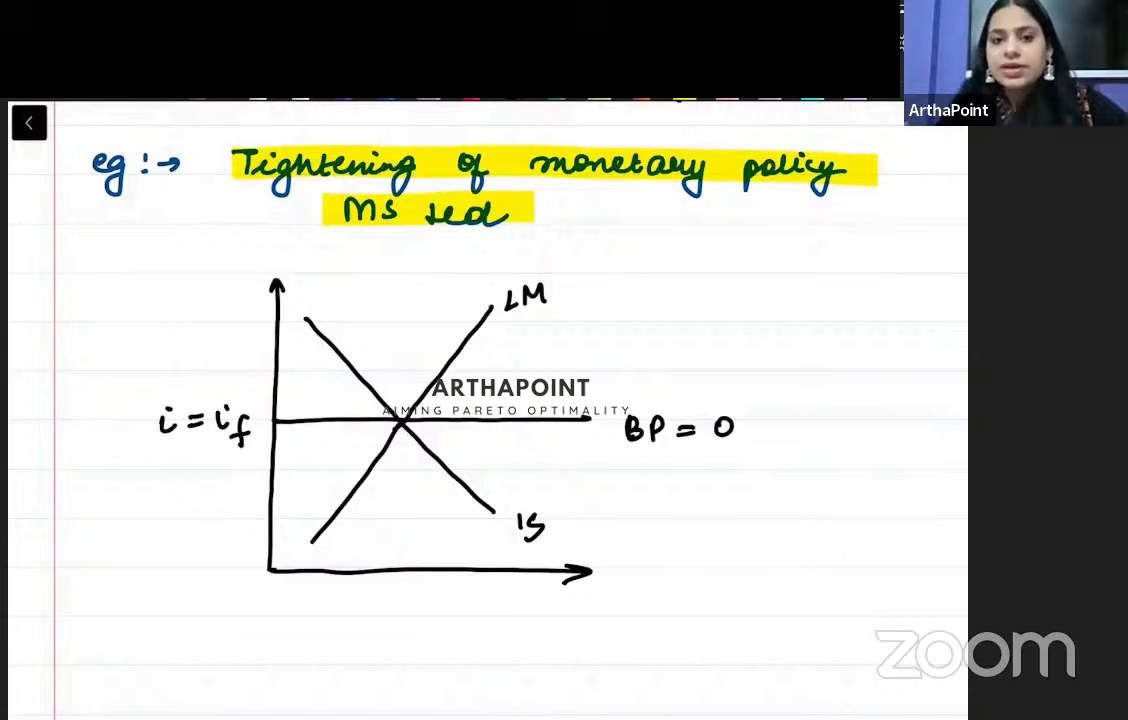 ArthaPoint
eg :→ Tightening of monetary policy
MS red
LM
ARTHAPOINT
AIMING PARETO OPTIMALITY
i = if
BP = 0
IS
zoom